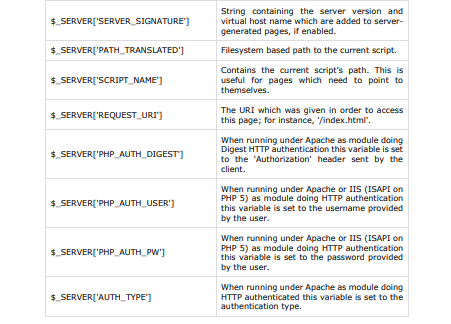 $_SERVER['SERVER_SIGNATURE']
String containing the server version and
virtual host name which are added to server-
generated pages, if enabled.
$_SERVER['PATH_TRANSLATED']
Filesystem based path to the current script.
$_SERVER['SCRIPT_NAME']
Contains the current script's path. This is
useful for pages which need to point to
themselves.
$_SERVER['REQUEST_URI']
The URI which was given in order to access
this page; for instance, '/index.html'.
$_SERVER['PHP_AUTH_DIGEST']
When running under Apache as module doing
Digest HTTP authentication this variable is set
to the 'Authorization' header sent by the
client.
$_SERVER['PHP_AUTH_USER']
When running under Apache or IIS (ISAPI on
PHP 5) as module doing HTTP authentication
this variable is set to the username provided
by the user.
$_SERVER['PHP_AUTH_PW']
When running under Apache or IIS (ISAPI on
PHP 5) as module doing HTTP authentication
this variable is set to the password provided
by the user.
$_SERVER['AUTH_TYPE']
When running under Apache as module doing
HTTP authenticated this variable is set to the
authentication type.